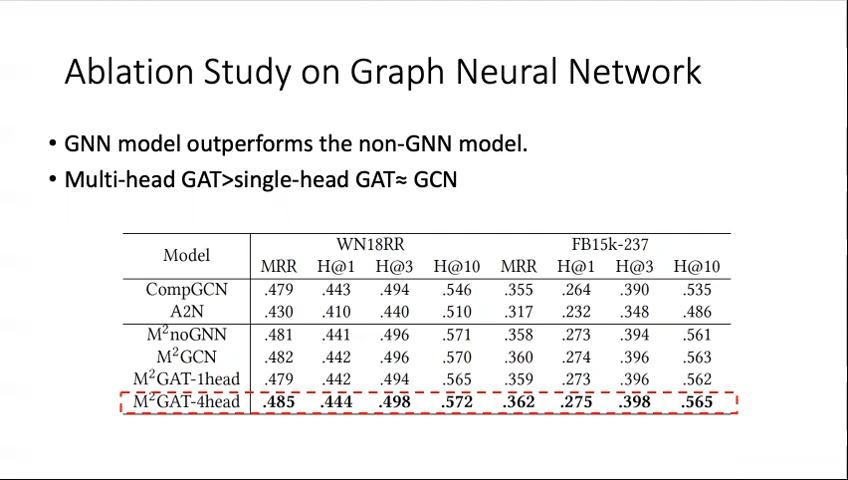 Ablation Study on Graph Neural Network
• GNN model outperforms the non-GNN model.
• Multi-head GAT>single-head GAT≈ GCN
Model WN18RR FB15k-237
MRR H@1 H@3 H@10 MRR H@1 H@3 H@10
CompGCN .479 .443 .494 .546 .355 .264 .390 .535
A2N .430 .410 .440 .510 .317 .232 .348 .486
M²noGNN .481 .441 .496 .571 .358 .273 .394 .561
M²GCN .482 .442 .496 .570 .360 .274 .396 .563
M²GAT-1head .479 .442 .494 .565 .359 .273 .396 .562
M²GAT-4head .485 .444 .498 .572 .362 .275 .398 .565